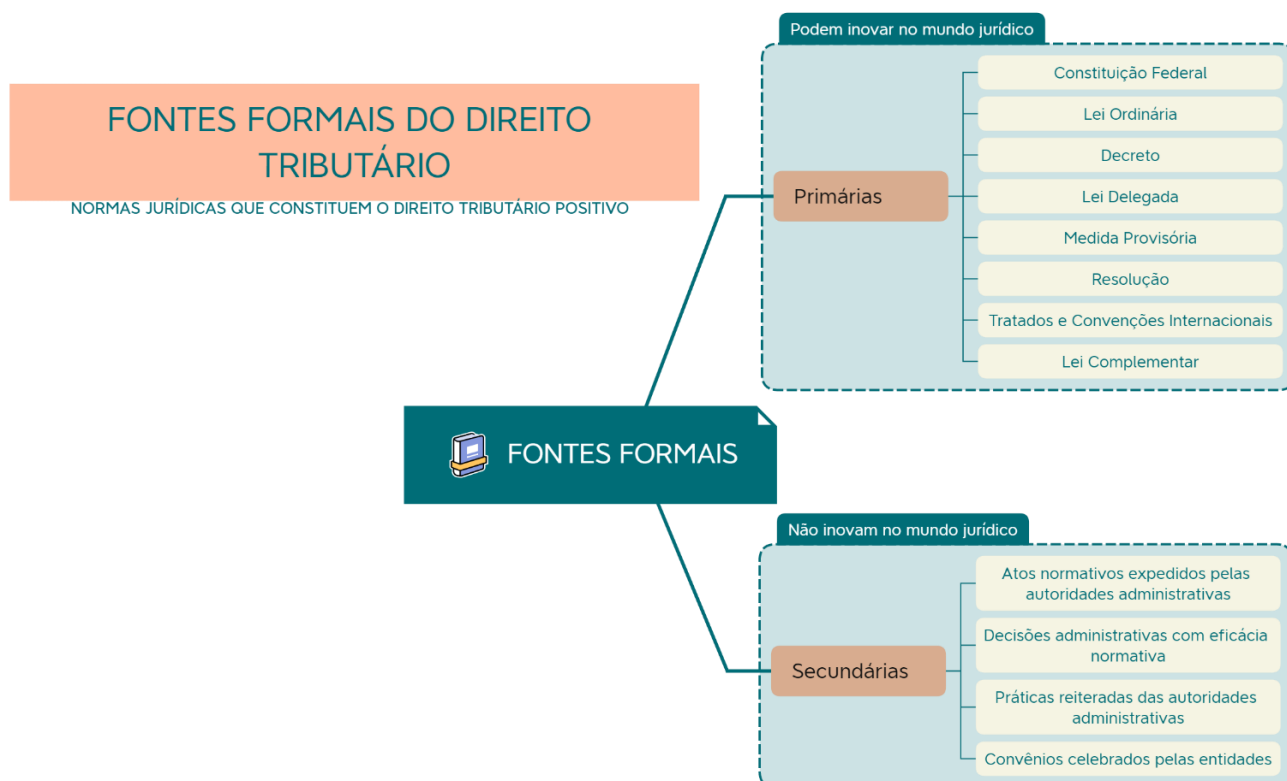 FONTES FORMAIS DO DIREITO
TRIBUTÁRIO
NORMAS JURÍDICAS QUE CONSTITUEM O DIREITO TRIBUTÁRIO POSITIVO
FONTES FORMAIS
Podem inovar no mundo jurídico
Primárias
Constituição Federal
Lei Ordinária
Decreto
Lei Delegada
Medida Provisória
Resolução
Tratados e Convenções Internacionais
Lei Complementar
Não inovam no mundo jurídico
Secundárias
Atos normativos expedidos pelas
autoridades administrativas
Decisões administrativas com eficácia
normativa
Práticas reiteradas das autoridades
administrativas
Convênios celebrados pelas entidades